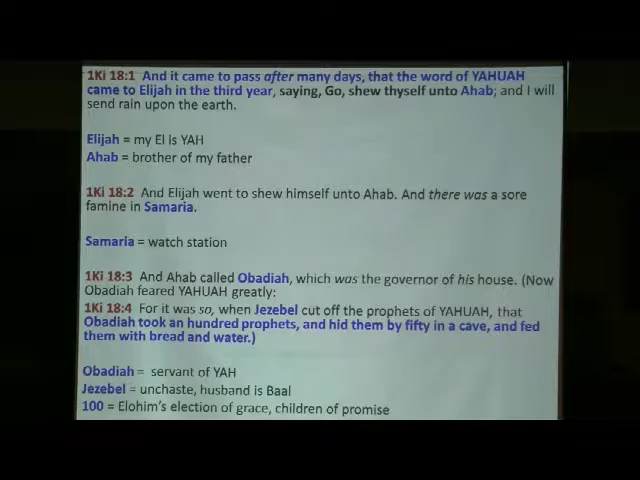 1Ki 18:1 And it came to pass after many days, that the word of YAHUAH
came to Elijah in the third year, saying, Go, shew thyself unto Ahab; and I will
send rain upon the earth.
Elijah = my El is YAH
Ahab = brother of my father
1Ki 18:2 And Elijah went to shew himself unto Ahab. And there was a sore
famine in Samaria.
Samaria = watch station
1Ki 18:3 And Ahab called Obadiah, which was the governor of his house. (Now
Obadiah feared YAHUAH greatly:
1Ki 18:4 For it was so, when Jezebel cut off the prophets of YAHUAH, that
Obadiah took an hundred prophets, and hid them by fifty in a cave, and fed
them with bread and water.)
Obadiah = servant of YAH
Jezebel = unchaste, husband is Baal
100 = Elohim's election of grace, children of promise